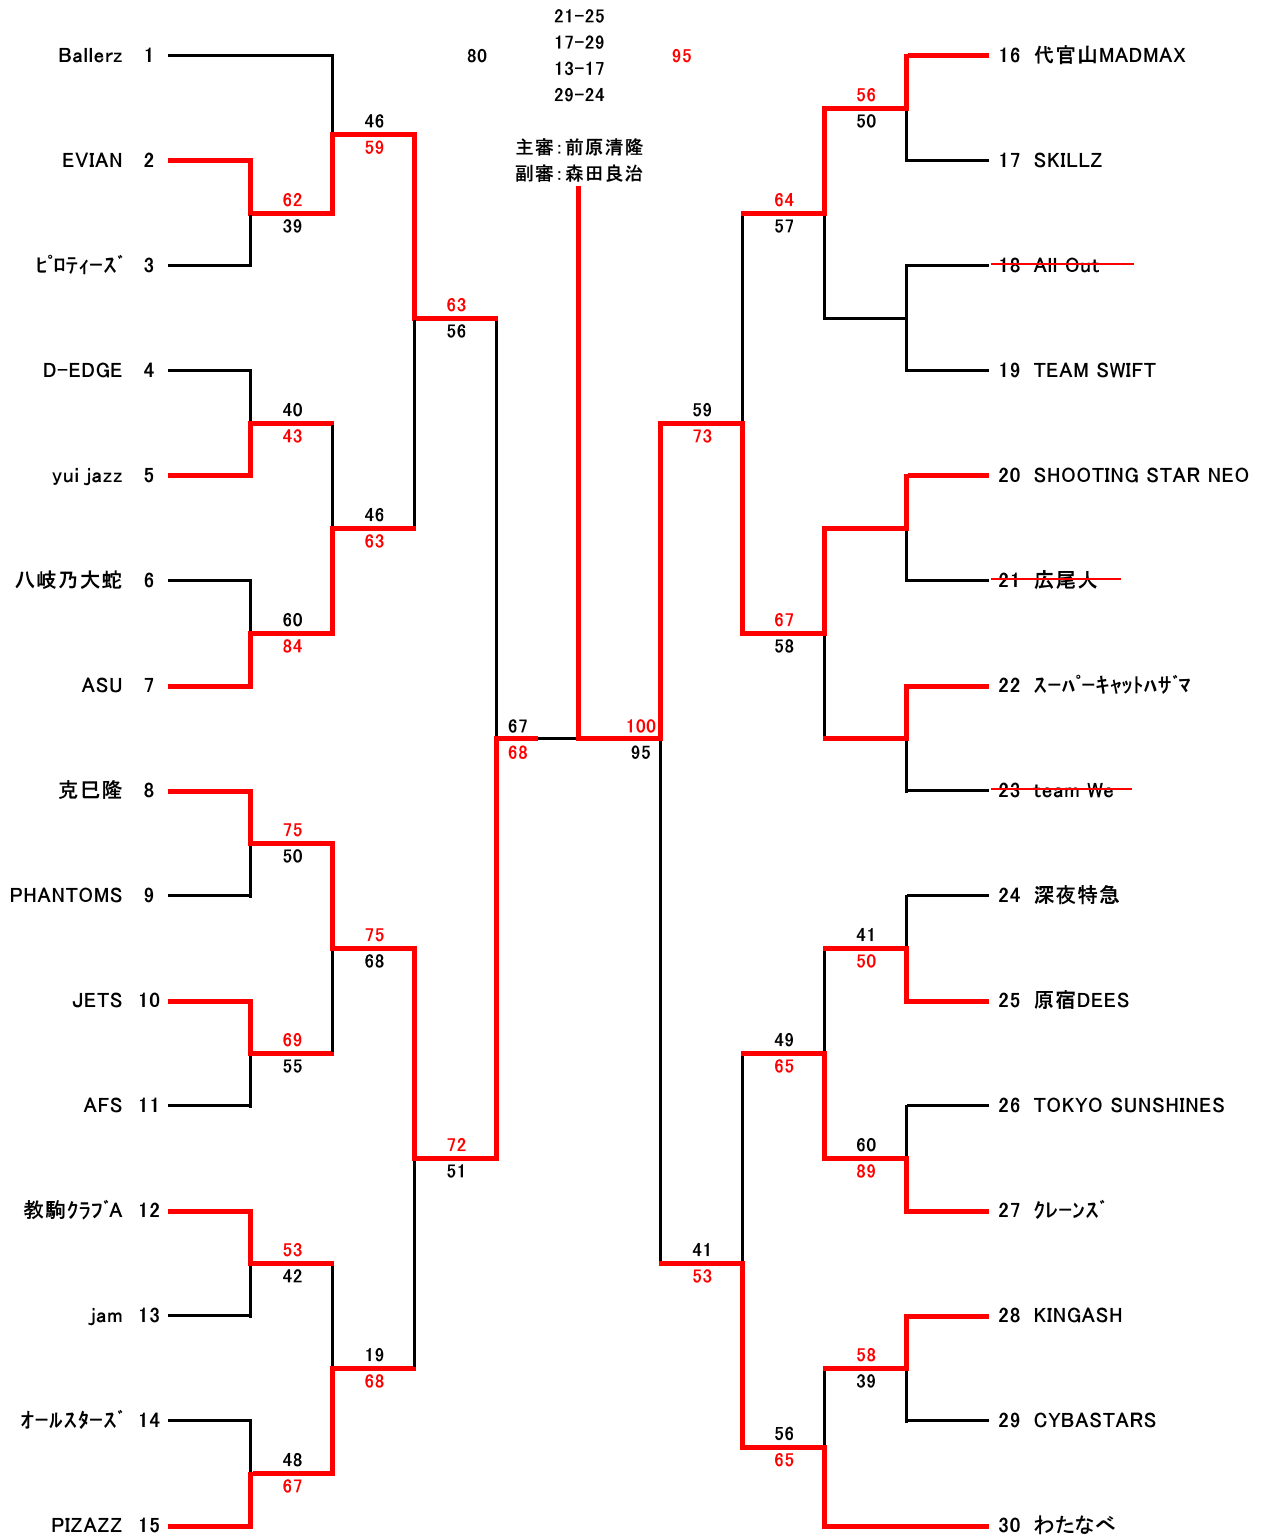 21-25
80 17-29 95
13-17
29-24
主審:前原清隆
副審:森田良治
Ballerz 1
46
59
EVIAN 2
62
39
ピロティーズ 3
63
56
D-EDGE 4
40
43
yui jazz 5
46
63
八岐乃大蛇 6
60
84
ASU 7
67
68
克巳隆 8
75
50
PHANTOMS 9
75
68
JETS 10
69
55
AFS 11
72
51
教駒クラブA 12
53
42
jam 13
19
68
オールスターズ 14
48
67
PIZAZZ 15
16 代官山MADMAX
56
50
17 SKILLZ
64
57
18 All Out
19 TEAM SWIFT
59
73
20 SHOOTING STAR NEO
21 広尾人
67
58
22 スーパーキャットハザマ
100
95
23 team We
24 深夜特急
41
50
25 原宿DEES
49
65
26 TOKYO SUNSHINES
60
89
27 クレーンズ
41
53
28 KINGASH
58
39
29 CYBASTARS
56
65
30 わたなべ